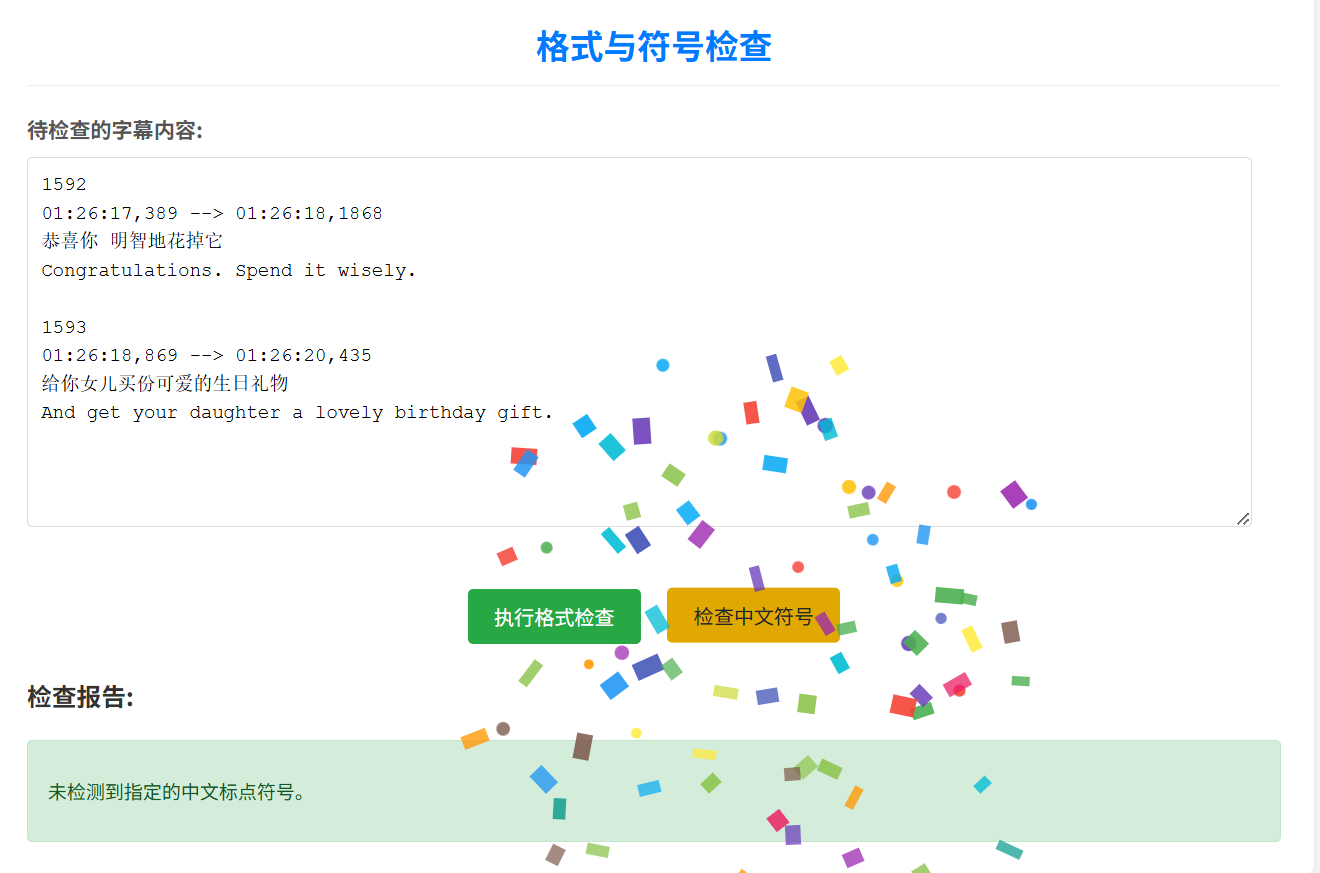 格式与符号检查
待检查的字幕内容:
1592
01:26:17,389 --> 01:26:18,1868
恭喜你 明智地花掉它
Congratulations. Spend it wisely.
1593
01:26:18,869 --> 01:26:20,435
给你女儿买份可爱的生日礼物
And get your daughter a lovely birthday gift.
执行格式检查 检查中文符号
检查报告:
未检测到指定的中文标点符号。